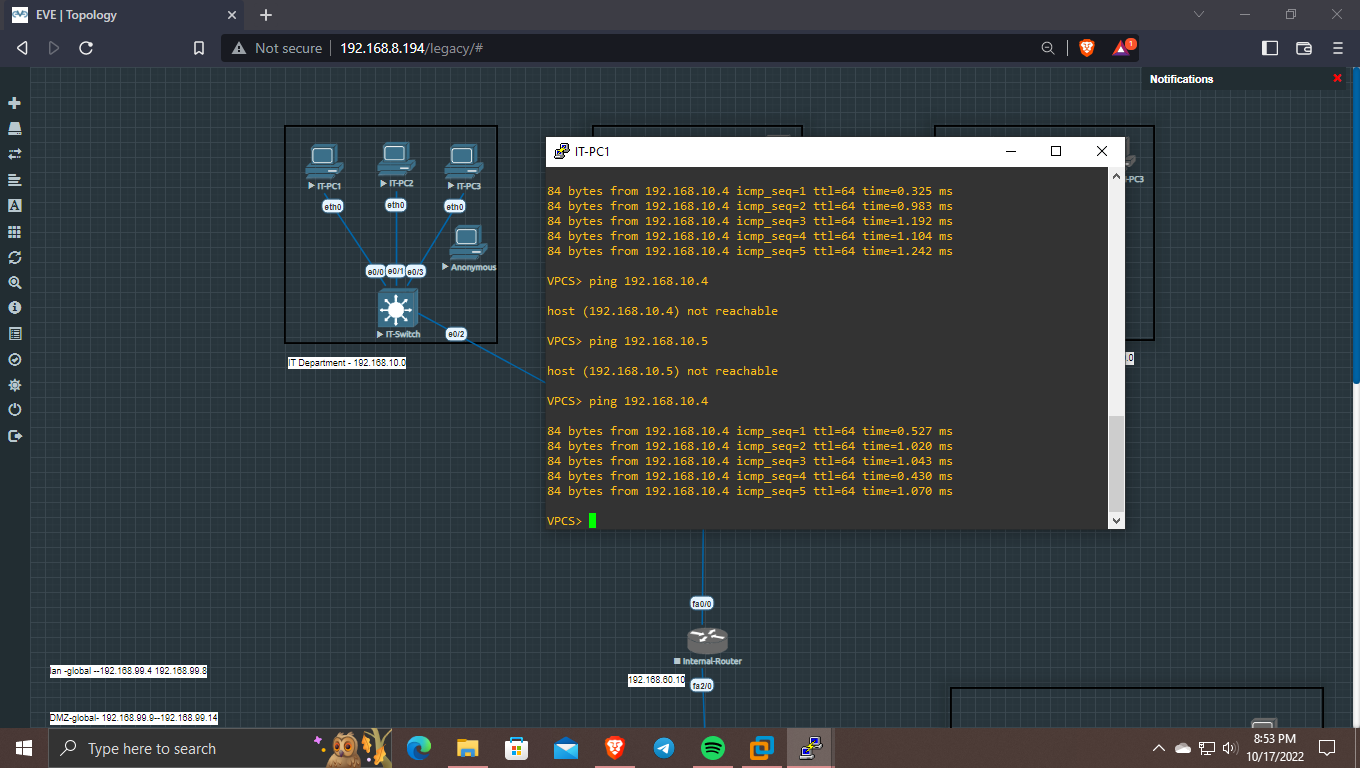 EVE | Topology
Not secure
192.168.8.194/legacy/#
1
Notifications
IT-PC1
IT-PC2
IT-PC3
eth0
eth0
eth0
Anonymous
e0/0
e0/1
e0/3
IT-Switch
e0/2
IT Department - 192.168.10.0
IT-PC1
84 bytes from 192.168.10.4 icmp_seq=1 ttl=64 time=0.325 ms
84 bytes from 192.168.10.4 icmp_seq=2 ttl=64 time=0.983 ms
84 bytes from 192.168.10.4 icmp_seq=3 ttl=64 time=1.192 ms
84 bytes from 192.168.10.4 icmp_seq=4 ttl=64 time=1.104 ms
84 bytes from 192.168.10.4 icmp_seq=5 ttl=64 time=1.242 ms
VPCS> ping 192.168.10.4
host (192.168.10.4) not reachable
VPCS> ping 192.168.10.5
host (192.168.10.5) not reachable
VPCS> ping 192.168.10.4
84 bytes from 192.168.10.4 icmp_seq=1 ttl=64 time=0.527 ms
84 bytes from 192.168.10.4 icmp_seq=2 ttl=64 time=1.020 ms
84 bytes from 192.168.10.4 icmp_seq=3 ttl=64 time=1.043 ms
84 bytes from 192.168.10.4 icmp_seq=4 ttl=64 time=0.430 ms
84 bytes from 192.168.10.4 icmp_seq=5 ttl=64 time=1.070 ms
VPCS>
-PC3
.0
fa0/0
Internal-Router
192.168.60.10
fa2/0
lan -global --192.168.99.4 192.168.99.8
DMZ-global- 192.168.99.9--192.168.99.14
Type here to search
8:53 PM
10/17/2022